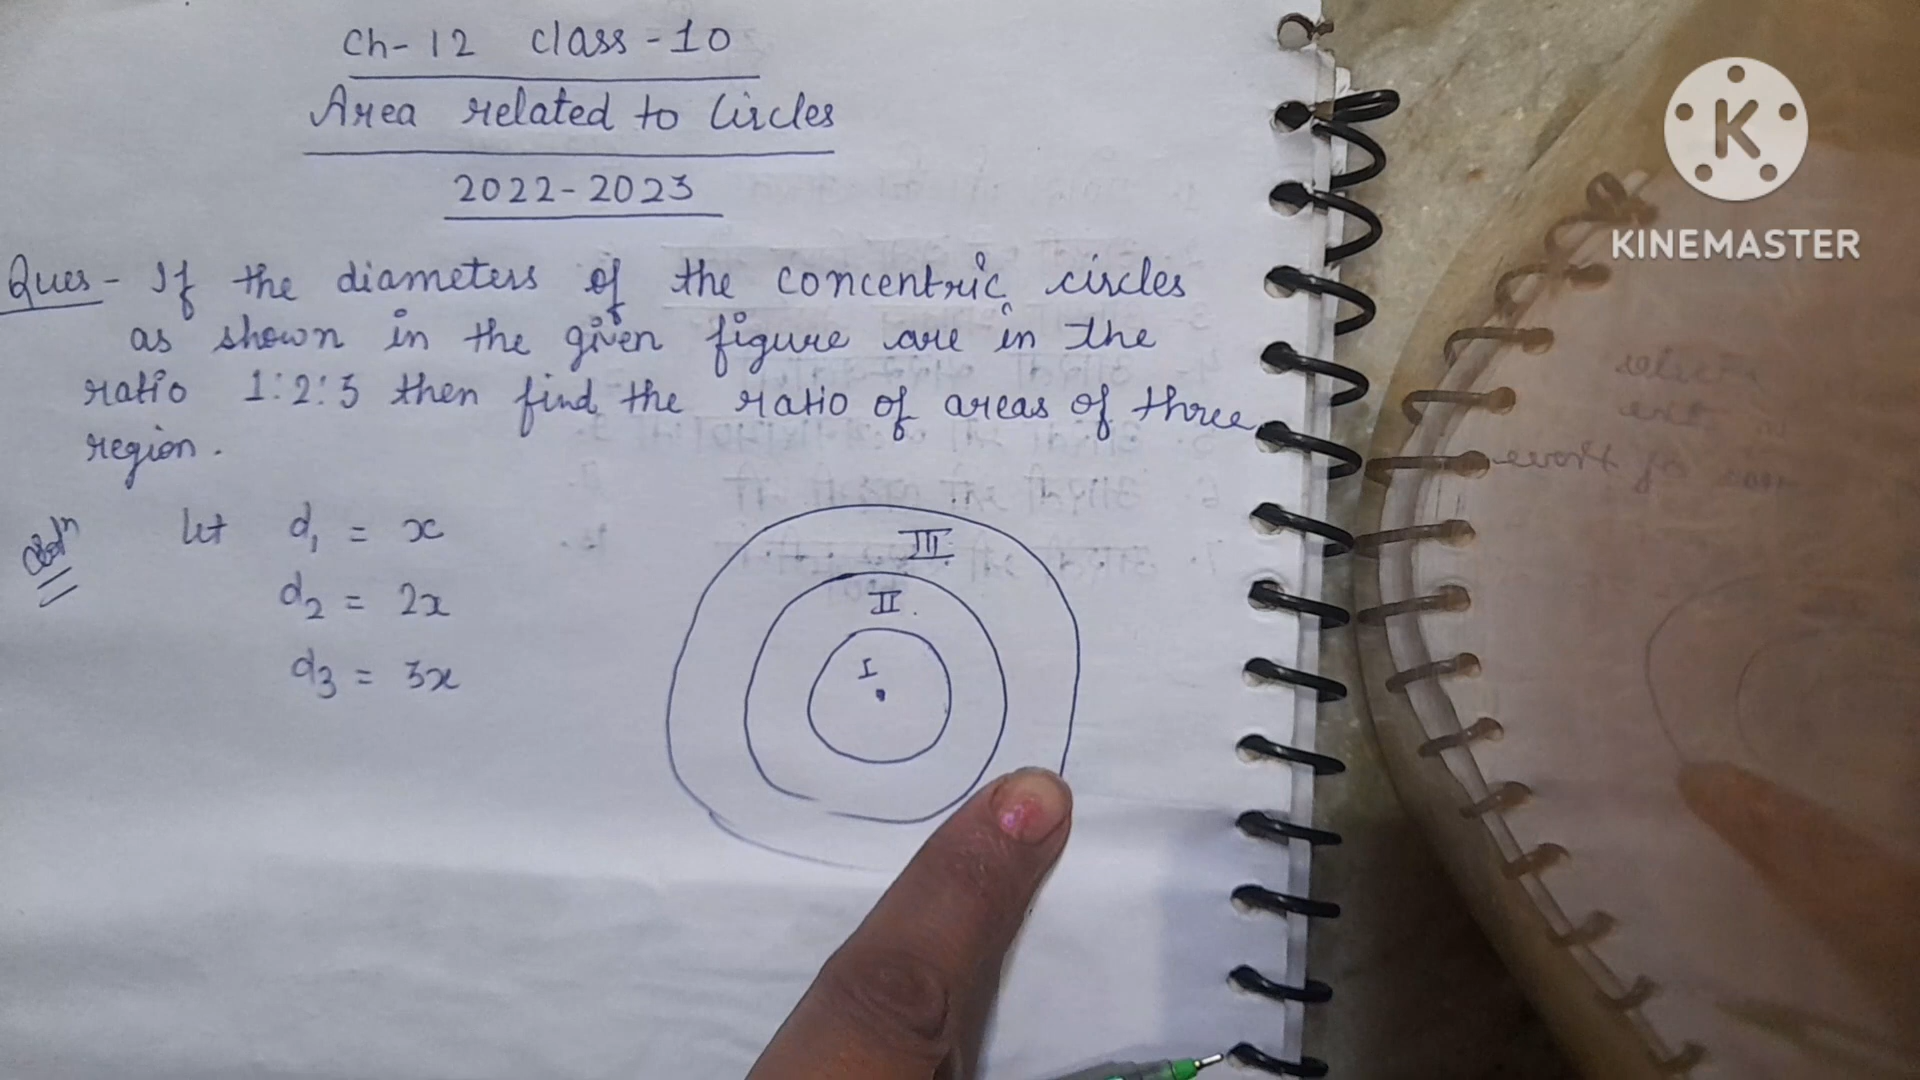 Ch-12 Class-10
Area related to Circles
2022-2023
Ques- If the diameters of the concentric circles
as shown in the given figure are in the
ratio 1:2:3 then find the ratio of areas of three
region.
Solⁿ let d₁ = x
d₂ = 2x
d₃ = 3x
III
II
I
K
KINEMASTER